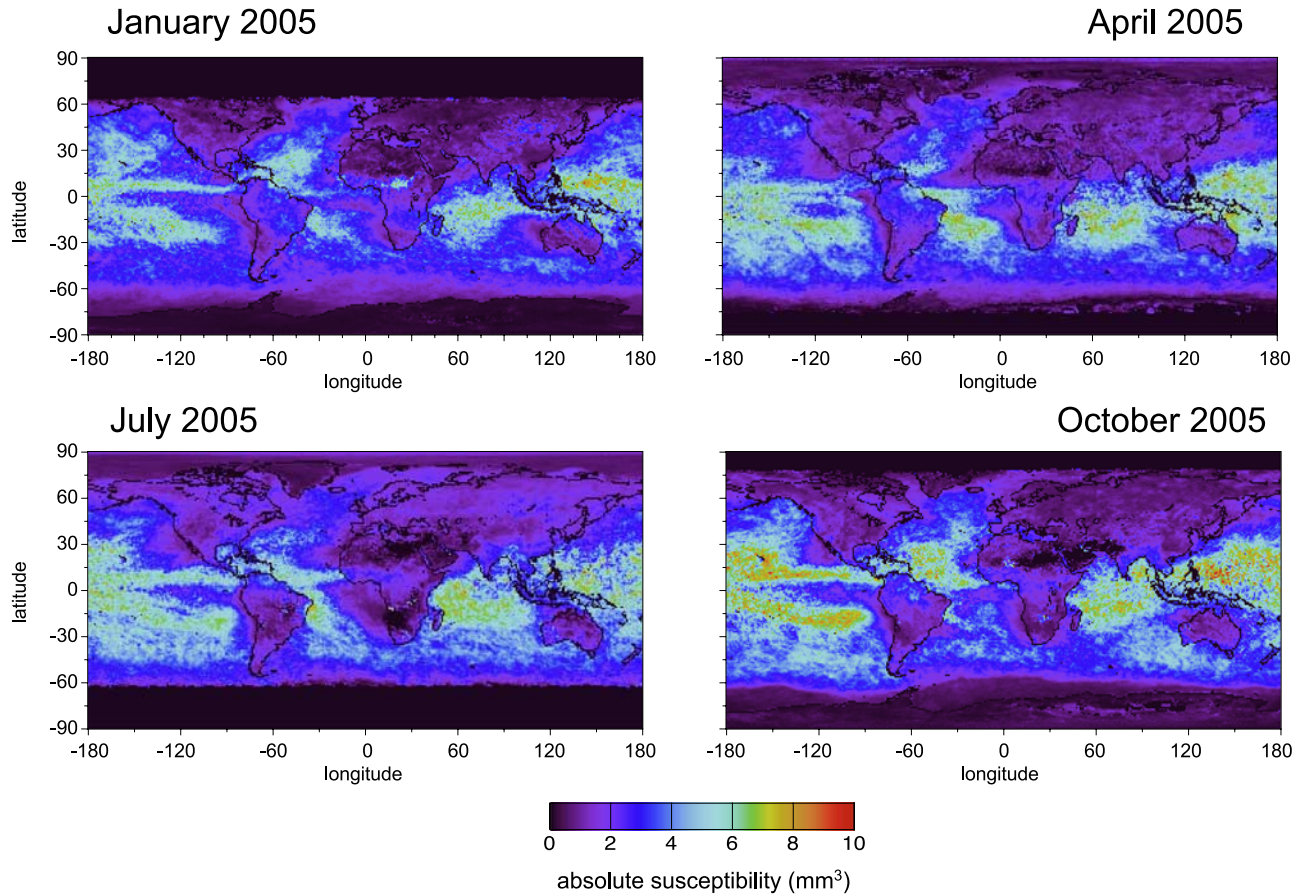 January 2005
April 2005
90
60
30
0
-30
-60
-90
latitude
-180 -120 -60 0 60 120 180
longitude
-180 -120 -60 0 60 120 180
longitude
July 2005
October 2005
90
60
30
0
-30
-60
-90
latitude
-180 -120 -60 0 60 120 180
longitude
-180 -120 -60 0 60 120 180
longitude
0 2 4 6 8 10
absolute susceptibility (mm³)